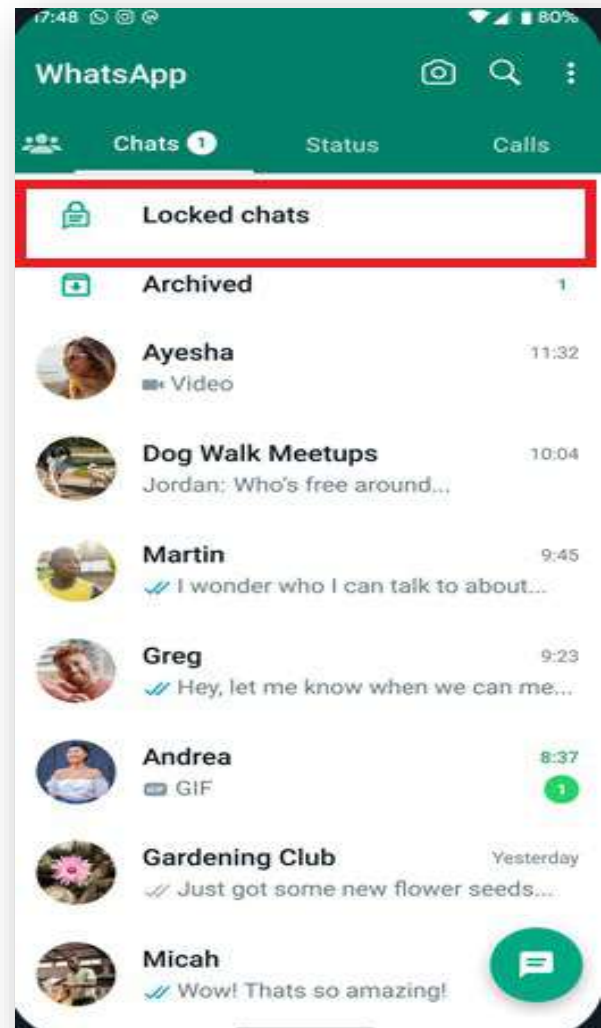 17:48 80%
WhatsApp
Chats 1 Status Calls
Locked chats
Archived 1
Ayesha 11:32
Video
Dog Walk Meetups 10:04
Jordan: Who's free around...
Martin 9:45
I wonder who I can talk to about...
Greg 9:23
Hey, let me know when we can me...
Andrea 8:37
GIF 1
Gardening Club Yesterday
Just got some new flower seeds...
Micah
Wow! Thats so amazing!